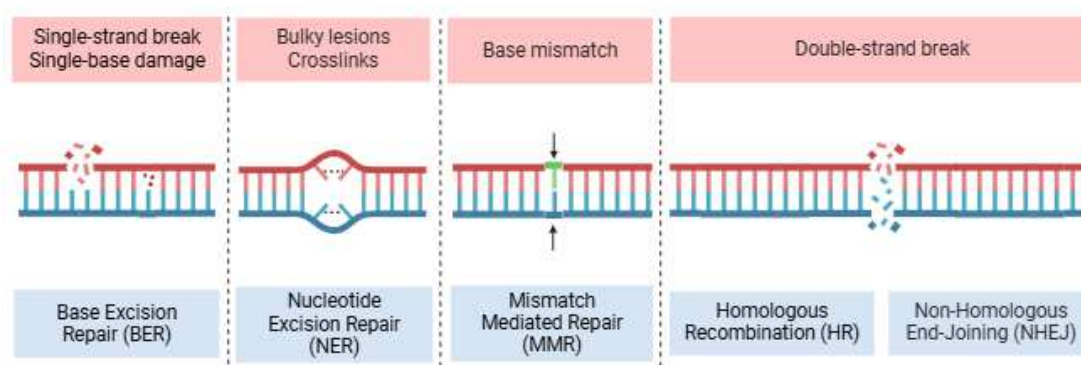 Single-strand break
Single-base damage
Bulky lesions
Crosslinks
Base mismatch
Double-strand break
Base Excision
Repair (BER)
Nucleotide
Excision Repair
(NER)
Mismatch
Mediated Repair
(MMR)
Homologous
Recombination (HR)
Non-Homologous
End-Joining (NHEJ)